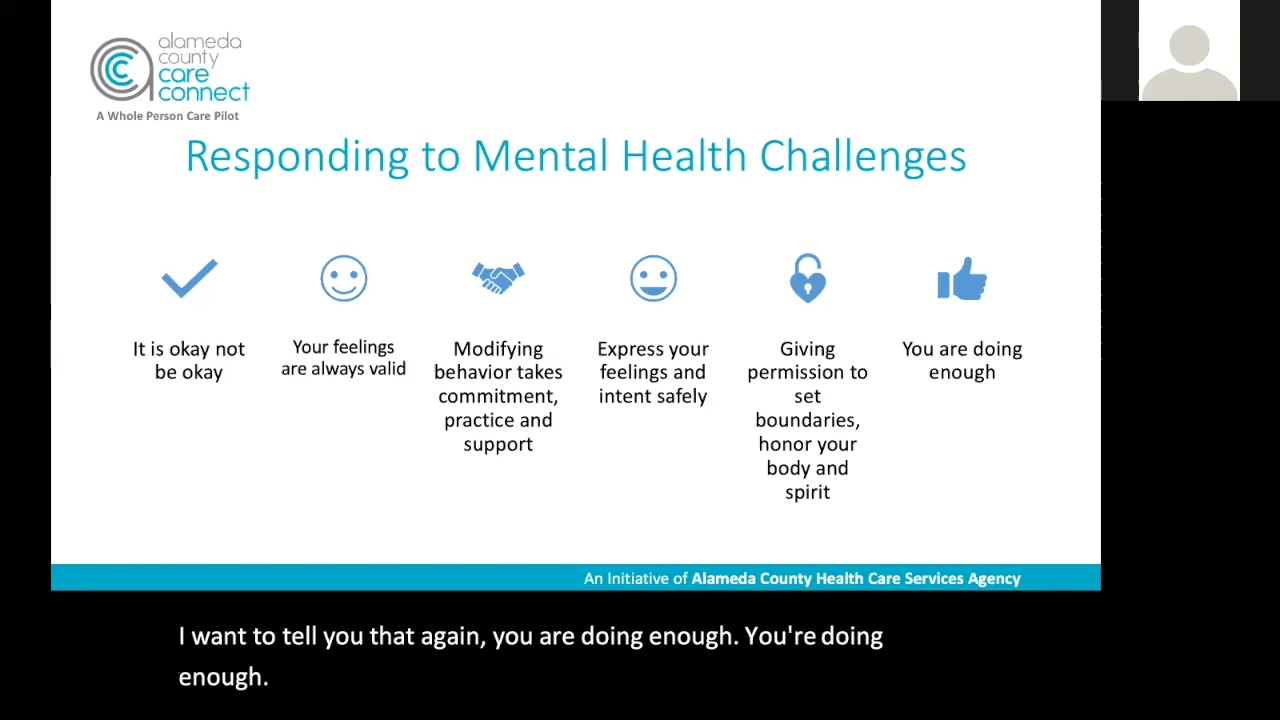 alameda
county
care
connect
A Whole Person Care Pilot
Responding to Mental Health Challenges
It is okay not
be okay
Your feelings
are always valid
Modifying
behavior takes
commitment,
practice and
support
Express your
feelings and
intent safely
Giving
permission to
set
boundaries,
honor your
body and
spirit
You are doing
enough
An Initiative of Alameda County Health Care Services Agency
I want to tell you that again, you are doing enough. You're doing
enough.